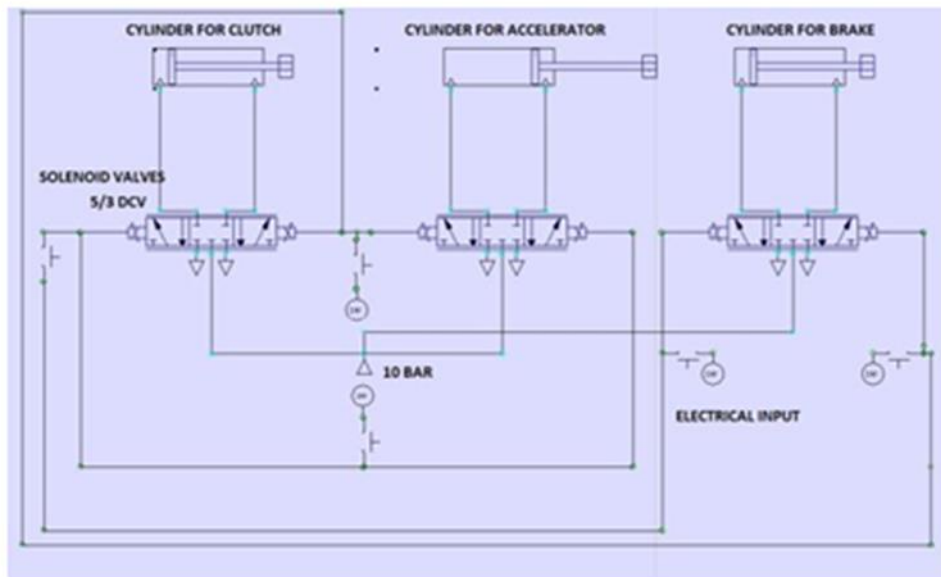 CYLINDER FOR CLUTCH
CYLINDER FOR ACCELERATOR
CYLINDER FOR BRAKE
SOLENOID VALVES
5/3 DCV
10 BAR
ELECTRICAL INPUT